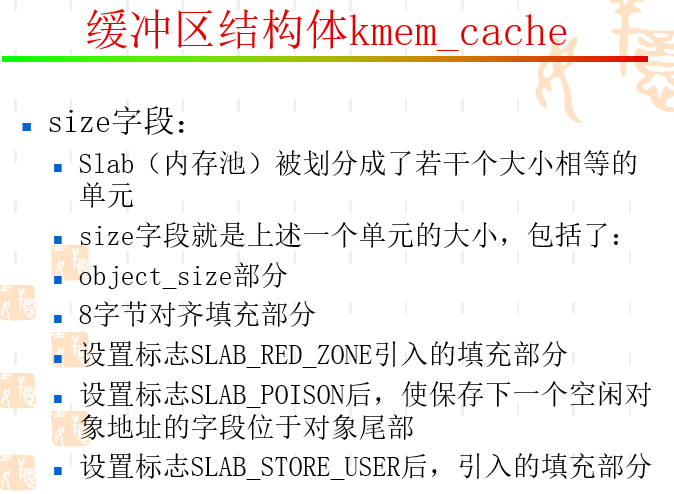 缓冲区结构体kmem_cache
size字段：
Slab（内存池）被划分成了若干个大小相等的
单元
size字段就是上述一个单元的大小，包括了：
object_size部分
8字节对齐填充部分
设置标志SLAB_RED_ZONE引入的填充部分
设置标志SLAB_POISON后，使保存下一个空闲对
象地址的字段位于对象尾部
设置标志SLAB_STORE_USER后，引入的填充部分